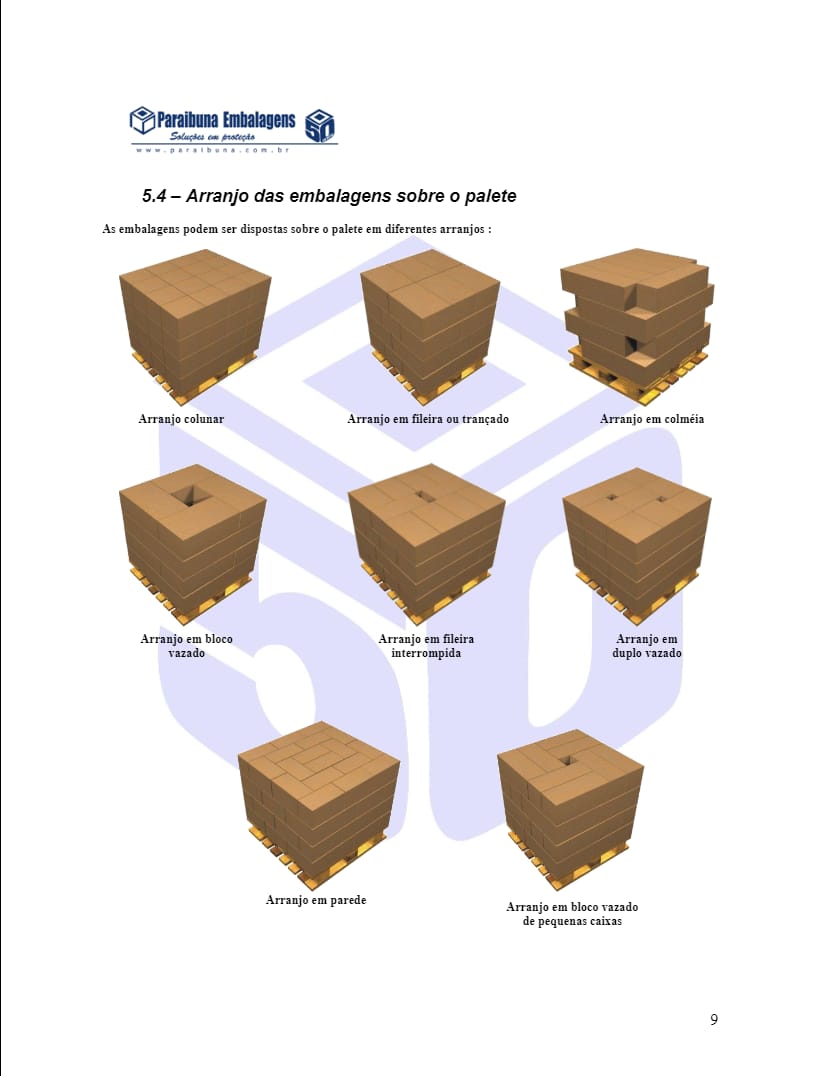 Paraibuna Embalagens
Soluções em proteção
www.paraibuna.com.br
50
5.4 – Arranjo das embalagens sobre o palete
As embalagens podem ser dispostas sobre o palete em diferentes arranjos :
Arranjo colunar
Arranjo em fileira ou trançado
Arranjo em colméia
Arranjo em bloco
vazado
Arranjo em fileira
interrompida
Arranjo em
duplo vazado
Arranjo em parede
Arranjo em bloco vazado
de pequenas caixas
50
9